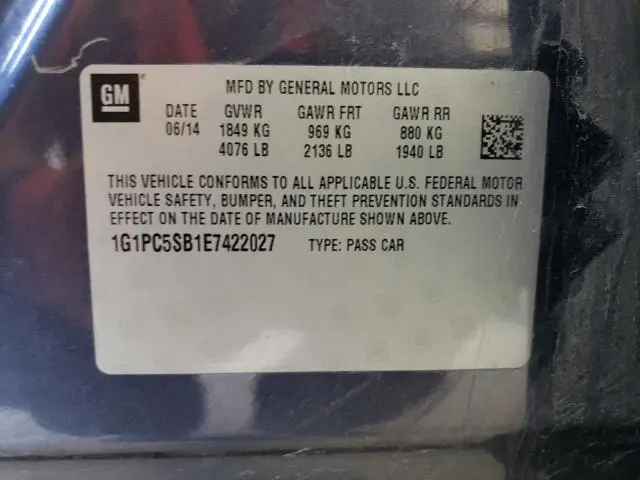 GM
MFD BY GENERAL MOTORS LLC
DATE GVWR GAWR FRT GAWR RR
06/14 1849 KG 969 KG 880 KG
4076 LB 2136 LB 1940 LB
THIS VEHICLE CONFORMS TO ALL APPLICABLE U.S. FEDERAL MOTOR
VEHICLE SAFETY, BUMPER, AND THEFT PREVENTION STANDARDS IN
EFFECT ON THE DATE OF MANUFACTURE SHOWN ABOVE.
1G1PC5SB1E7422027 TYPE: PASS CAR